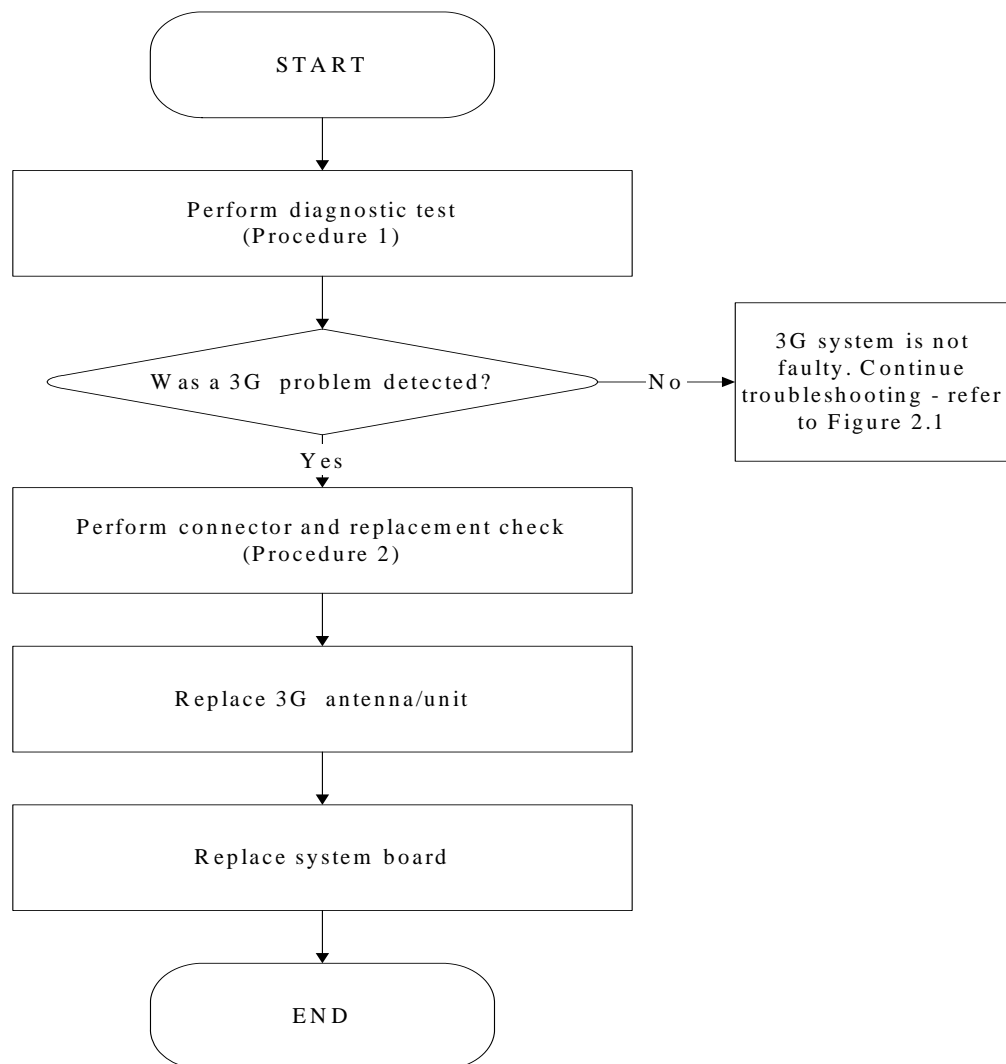 START
Perform diagnostic test
(Procedure 1)
Was a 3G problem detected?
No
3G system is not
faulty. Continue
troubleshooting - refer
to Figure 2.1
Yes
Perform connector and replacement check
(Procedure 2)
Replace 3G antenna/unit
Replace system board
END